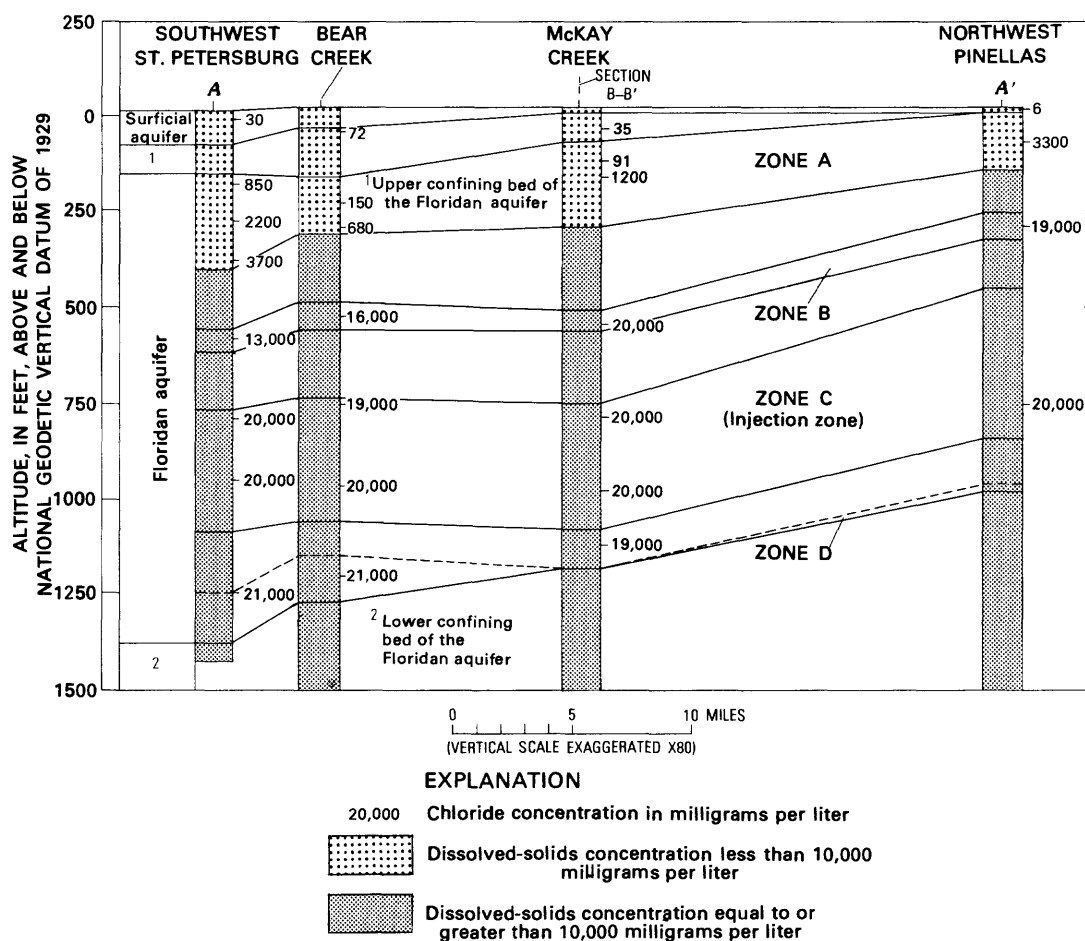 ALTITUDE, IN FEET, ABOVE AND BELOW
NATIONAL GEODETIC VERTICAL DATUM OF 1929
250
0
250
500
750
1000
1250
1500
SOUTHWEST
ST. PETERSBURG
A
BEAR
CREEK
McKAY
CREEK
SECTION
B-B'
NORTHWEST
PINELLAS
A'
Surficial
aquifer
1
Floridan aquifer
2
30
850
2200
3700
13,000
20,000
20,000
21,000
72
150
680
16,000
19,000
20,000
21,000
1 Upper confining bed of
the Floridan aquifer
2 Lower confining
bed of the
Floridan aquifer
35
91
1200
20,000
20,000
20,000
19,000
ZONE A
ZONE B
ZONE C
(Injection zone)
ZONE D
6
3300
19,000
20,000
0 5 10 MILES
(VERTICAL SCALE EXAGGERATED X80)
EXPLANATION
20,000 Chloride concentration in milligrams per liter
Dissolved-solids concentration less than 10,000
milligrams per liter
Dissolved-solids concentration equal to or
greater than 10,000 milligrams per liter